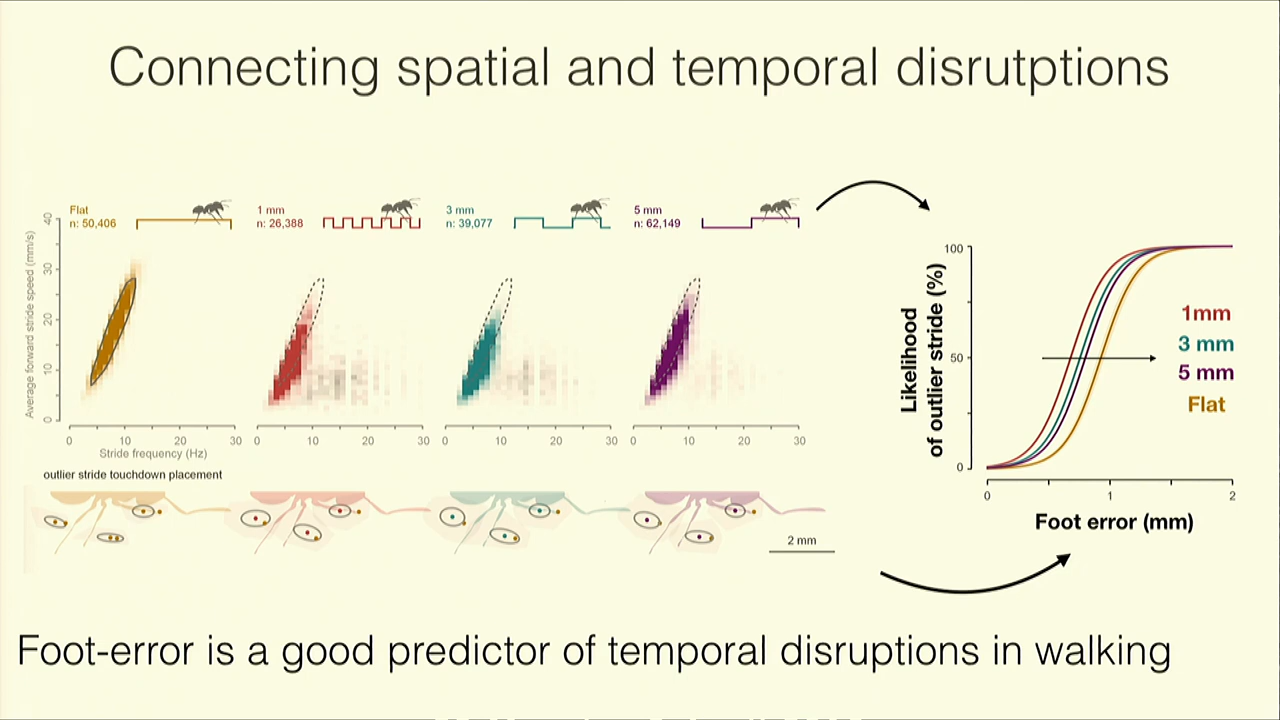 Connecting spatial and temporal disrutptions
Flat
n: 50,406
1 mm
n: 26,388
3 mm
n: 39,077
5 mm
n: 62,149
Average forward stride speed (mm/s)
40
30
20
10
0
0 10 20 30
0 10 20 30
0 10 20 30
0 10 20 30
Stride frequency (Hz)
outlier stride touchdown placement
2 mm
Likelihood
of outlier stride (%)
100
50
0
0 1 2
Foot error (mm)
1mm
3 mm
5 mm
Flat
Foot-error is a good predictor of temporal disruptions in walking